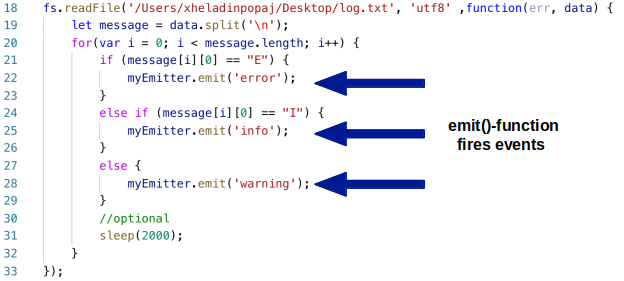 18 fs.readFile('/Users/xheladinpopaj/Desktop/log.txt', 'utf8' ,function(err, data) {
19 let message = data.split('\n');
20 for(var i = 0; i < message.length; i++) {
21 if (message[i][0] == "E") {
22 myEmitter.emit('error');
23 }
24 else if (message[i][0] == "I") {
25 myEmitter.emit('info');
26 }
27 else {
28 myEmitter.emit('warning');
29 }
30 //optional
31 sleep(2000);
32 }
33 });
emit()-function
fires events